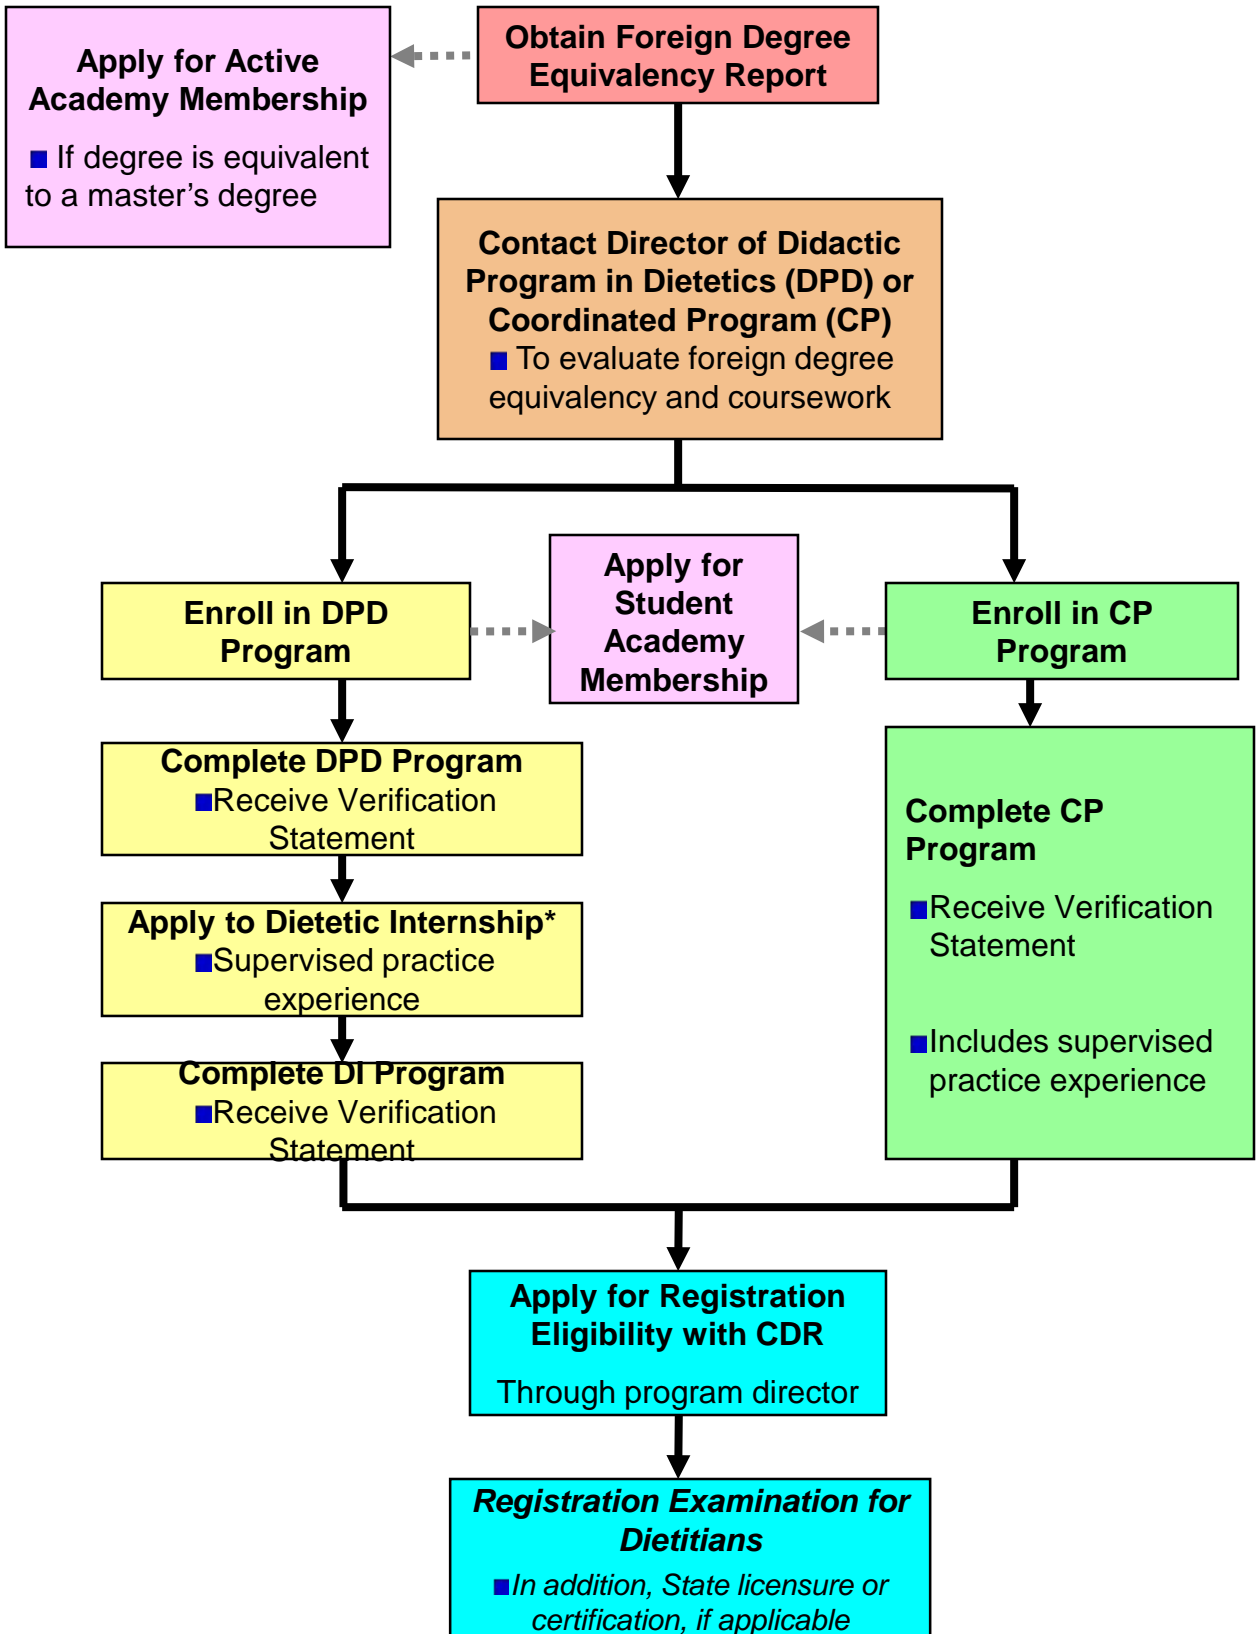 Apply for Active
Academy Membership
■ If degree is equivalent
to a master’s degree
Obtain Foreign Degree
Equivalency Report
Contact Director of Didactic
Program in Dietetics (DPD) or
Coordinated Program (CP)
■ To evaluate foreign degree
equivalency and coursework
Enroll in DPD
Program
Apply for
Student
Academy
Membership
Enroll in CP
Program
Complete DPD Program
■Receive Verification
Statement
Apply to Dietetic Internship*
■Supervised practice
experience
Complete DI Program
■Receive Verification
Statement
Complete CP
Program
■Receive Verification
Statement
■Includes supervised
practice experience
Apply for Registration
Eligibility with CDR
Through program director
Registration Examination for
Dietitians
■In addition, State licensure or
certification, if applicable